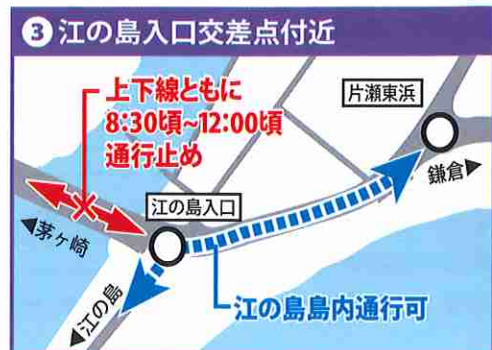 ③江の島入口交差点付近
上下線ともに
8:30頃~12:00頃
通行止め
片瀬東浜
鎌倉▶
江の島入口
◀茅ヶ崎
◀江の島
江の島島内通行可